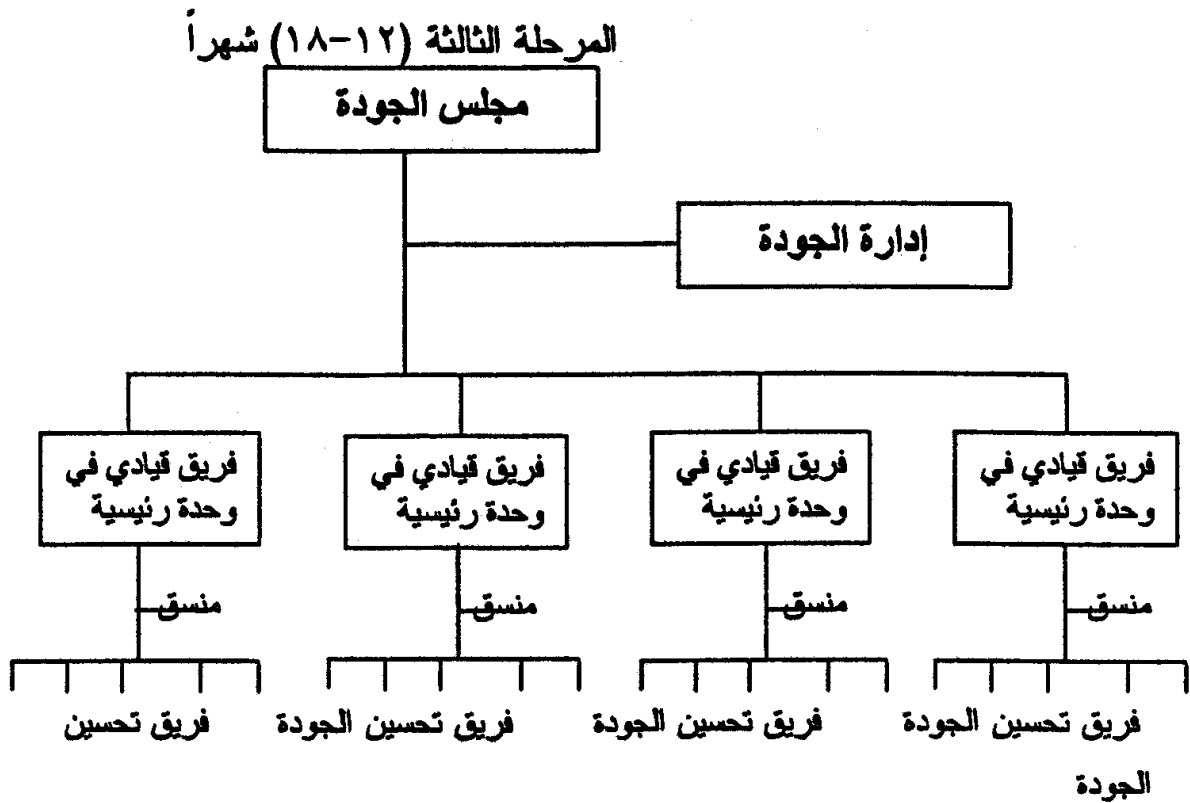 المرحلة الثالثة (١٢-١٨) شهراً
مجلس الجودة
إدارة الجودة
فريق قيادي في
وحدة رئيسية
فريق قيادي في
وحدة رئيسية
فريق قيادي في
وحدة رئيسية
فريق قيادي في
وحدة رئيسية
منسق
منسق
منسق
منسق
فريق تحسين الجودة
فريق تحسين الجودة
فريق تحسين الجودة
فريق تحسين
الجودة